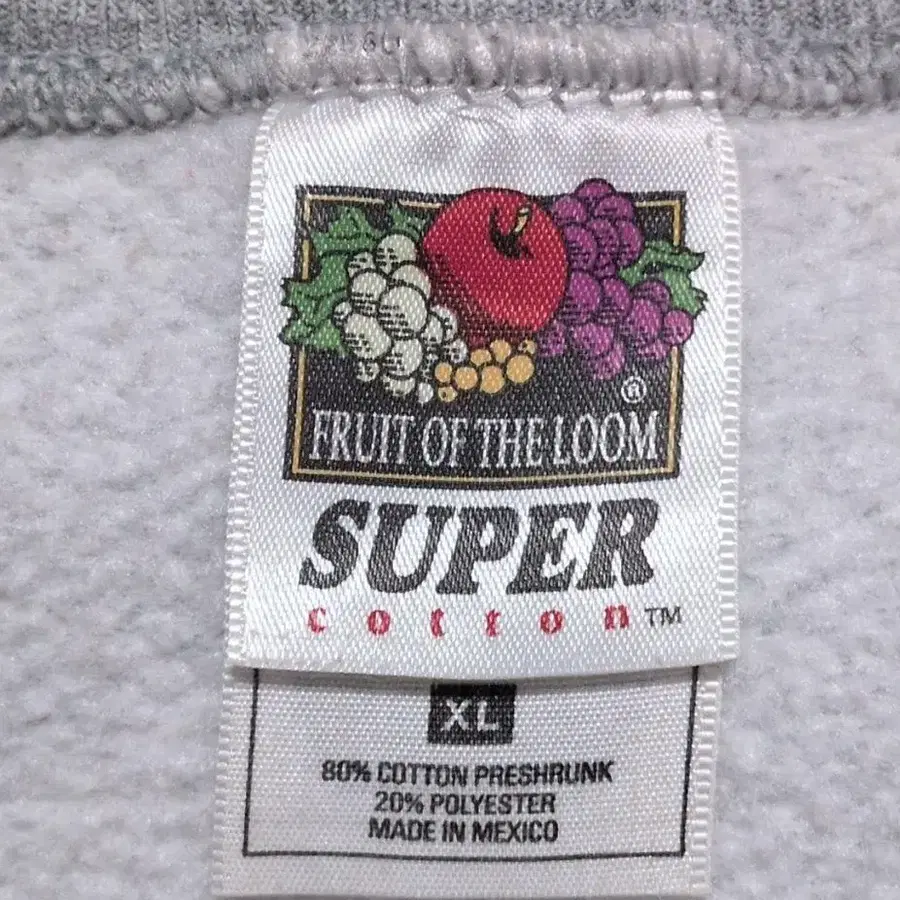 ®
FRUIT OF THE LOOM
SUPER
cotton™
XL
80% COTTON PRESHRUNK
20% POLYESTER
MADE IN MEXICO